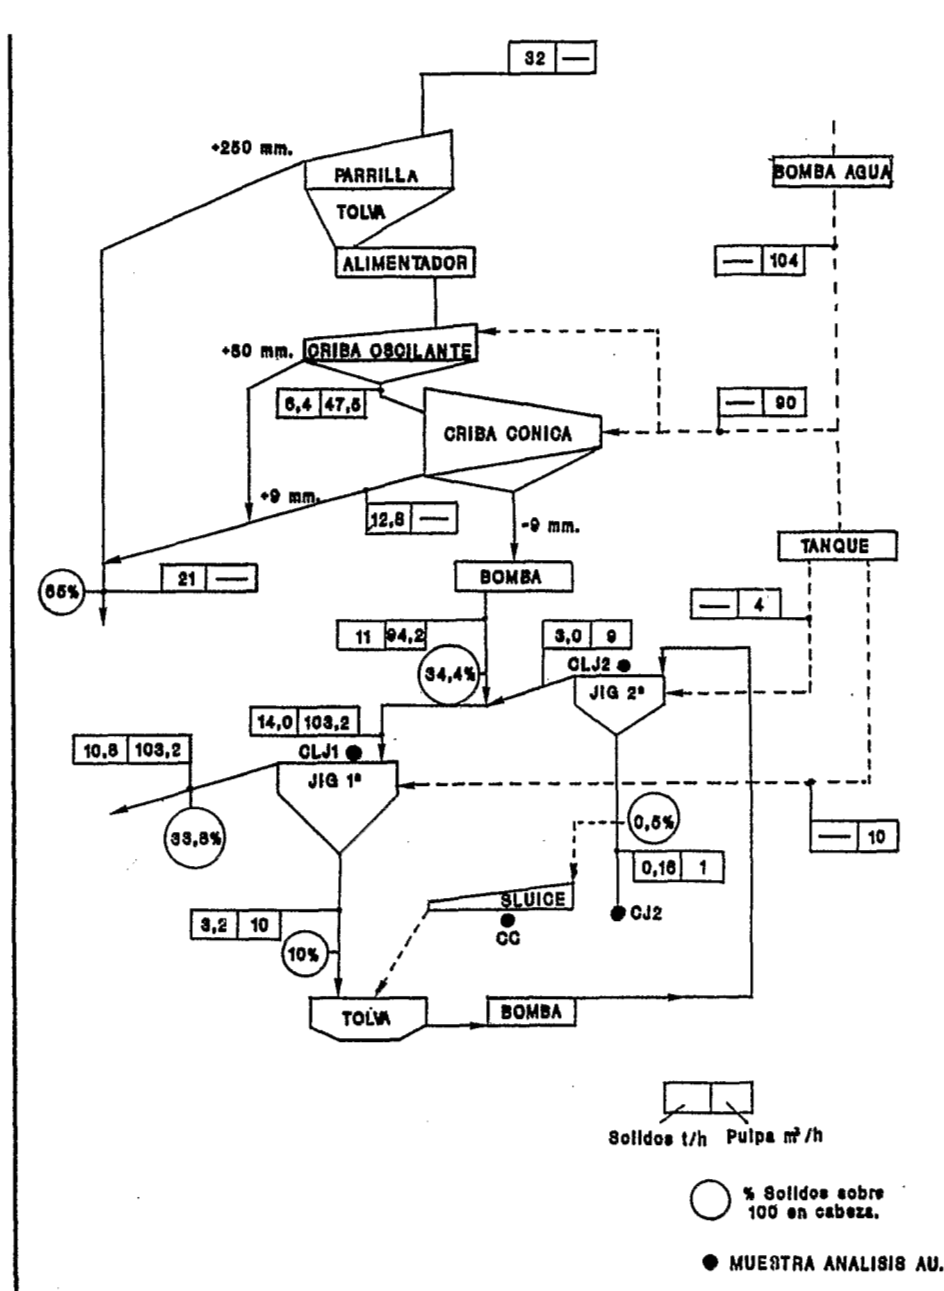 32 —
+250 mm.
PARRILLA
TOLVA
ALIMENTADOR
BOMBA AGUA
— 104
+50 mm.
CRIBA OSCILANTE
6,4 47,5
— 90
CRIBA CONICA
+9 mm.
12,8 —
-9 mm.
TANQUE
BOMBA
65%
21 —
— 4
11 94,2
3,0 9
34,4%
CLJ2
JIG 2º
14,0 103,2
10,8 103,2
CLJ1
JIG 1º
33,8%
0,5%
— 10
0,16 1
SLUICE
CJ2
CC
3,2 10
10%
TOLVA
BOMBA
Solidos t/h Pulpa m³/h
% Solidos sobre
100 en cabeza.
MUESTRA ANALISIS AU.